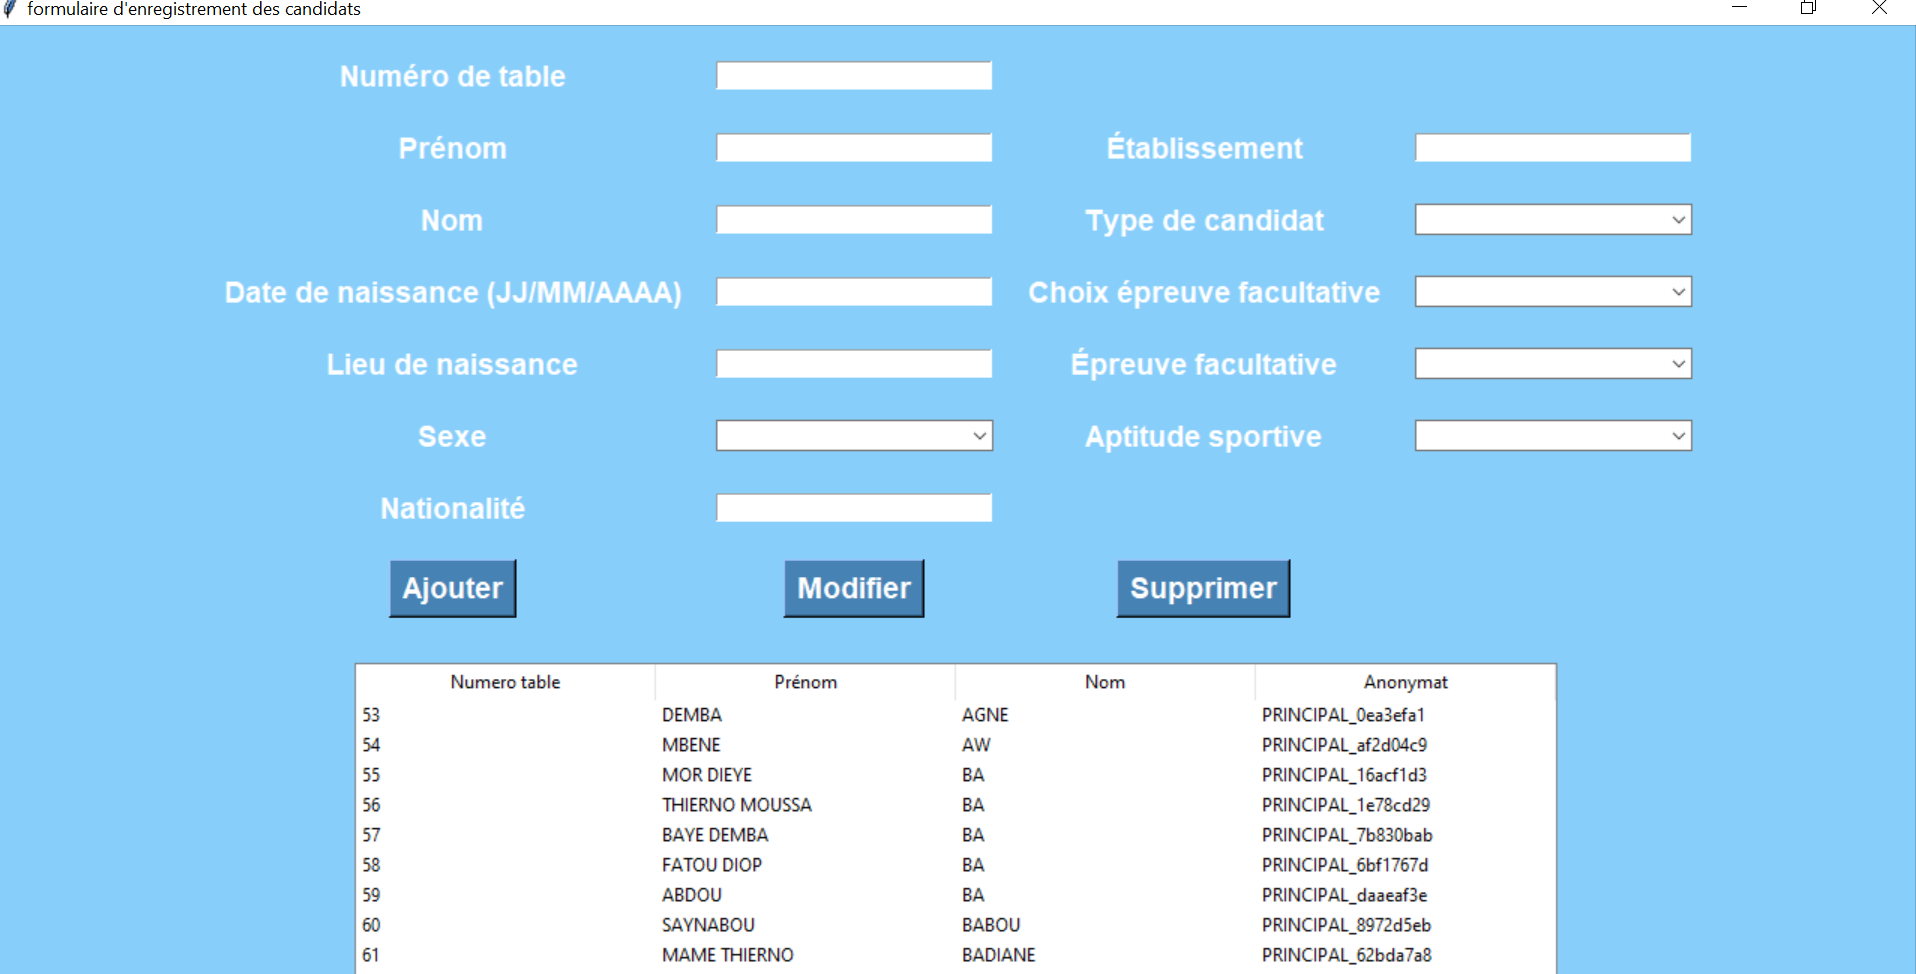 formulaire d'enregistrement des candidats
Numéro de table
Prénom Établissement
Nom Type de candidat
Date de naissance (JJ/MM/AAAA) Choix épreuve facultative
Lieu de naissance Épreuve facultative
Sexe Aptitude sportive
Nationalité
Ajouter Modifier Supprimer
Numero table Prénom Nom Anonymat
53 DEMBA AGNE PRINCIPAL_0ea3efa1
54 MBENE AW PRINCIPAL_af2d04c9
55 MOR DIEYE BA PRINCIPAL_16acf1d3
56 THIERNO MOUSSA BA PRINCIPAL_1e78cd29
57 BAYE DEMBA BA PRINCIPAL_7b830bab
58 FATOU DIOP BA PRINCIPAL_6bf1767d
59 ABDOU BA PRINCIPAL_daaeaf3e
60 SAYNABOU BABOU PRINCIPAL_8972d5eb
61 MAME THIERNO BADIANE PRINCIPAL_62bda7a8